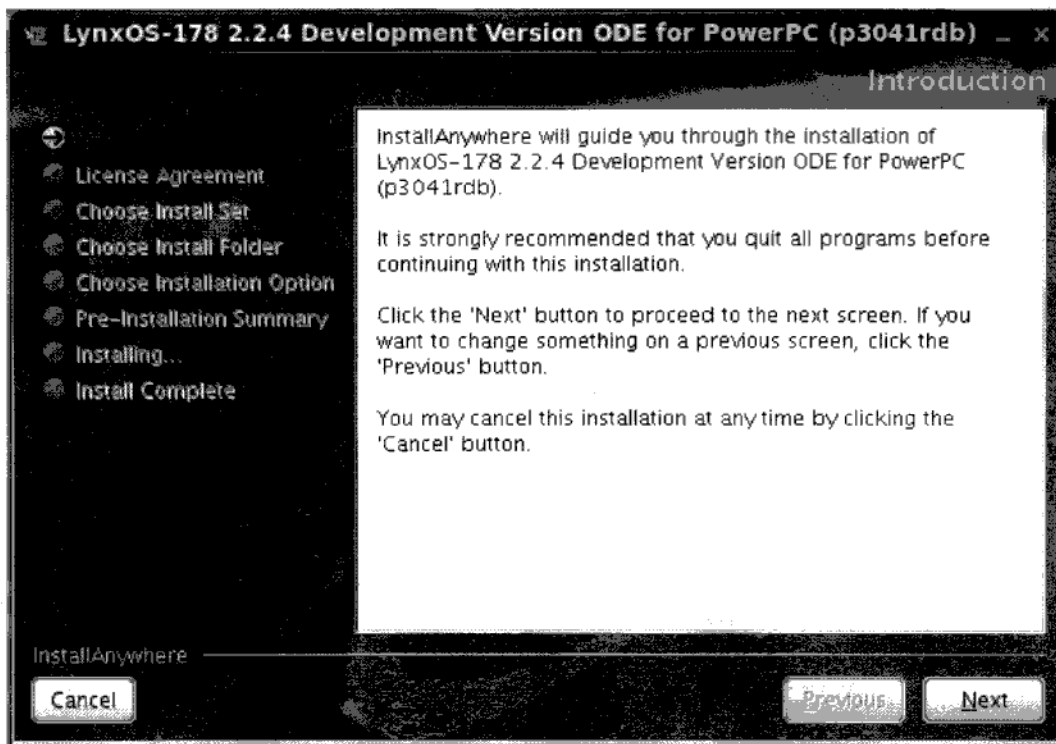 LynxOS-178 2.2.4 Development Version ODE for PowerPC (p3041rdb)
Introduction
License Agreement
Choose Install Set
Choose Install Folder
Choose Installation Option
Pre-Installation Summary
Installing...
Install Complete
InstallAnywhere will guide you through the installation of
LynxOS-178 2.2.4 Development Version ODE for PowerPC
(p3041rdb).
It is strongly recommended that you quit all programs before
continuing with this installation.
Click the 'Next' button to proceed to the next screen. If you
want to change something on a previous screen, click the
'Previous' button.
You may cancel this installation at any time by clicking the
'Cancel' button.
InstallAnywhere
Cancel
Previous
Next